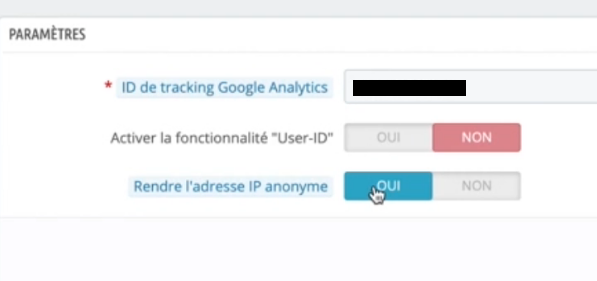 PARAMÈTRES
* ID de tracking Google Analytics
Activer la fonctionnalité "User-ID" OUI NON
Rendre l'adresse IP anonyme OUI NON